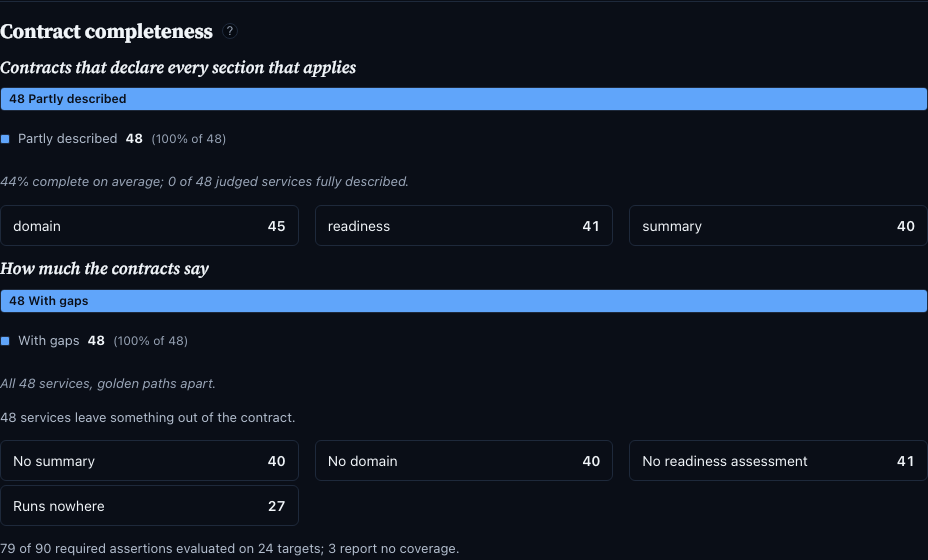 Contract completeness ?
Contracts that declare every section that applies
48 Partly described
Partly described 48 (100% of 48)
44% complete on average; 0 of 48 judged services fully described.
domain 45
readiness 41
summary 40
How much the contracts say
48 With gaps
With gaps 48 (100% of 48)
All 48 services, golden paths apart.
48 services leave something out of the contract.
No summary 40
No domain 40
No readiness assessment 41
Runs nowhere 27
79 of 90 required assertions evaluated on 24 targets; 3 report no coverage.